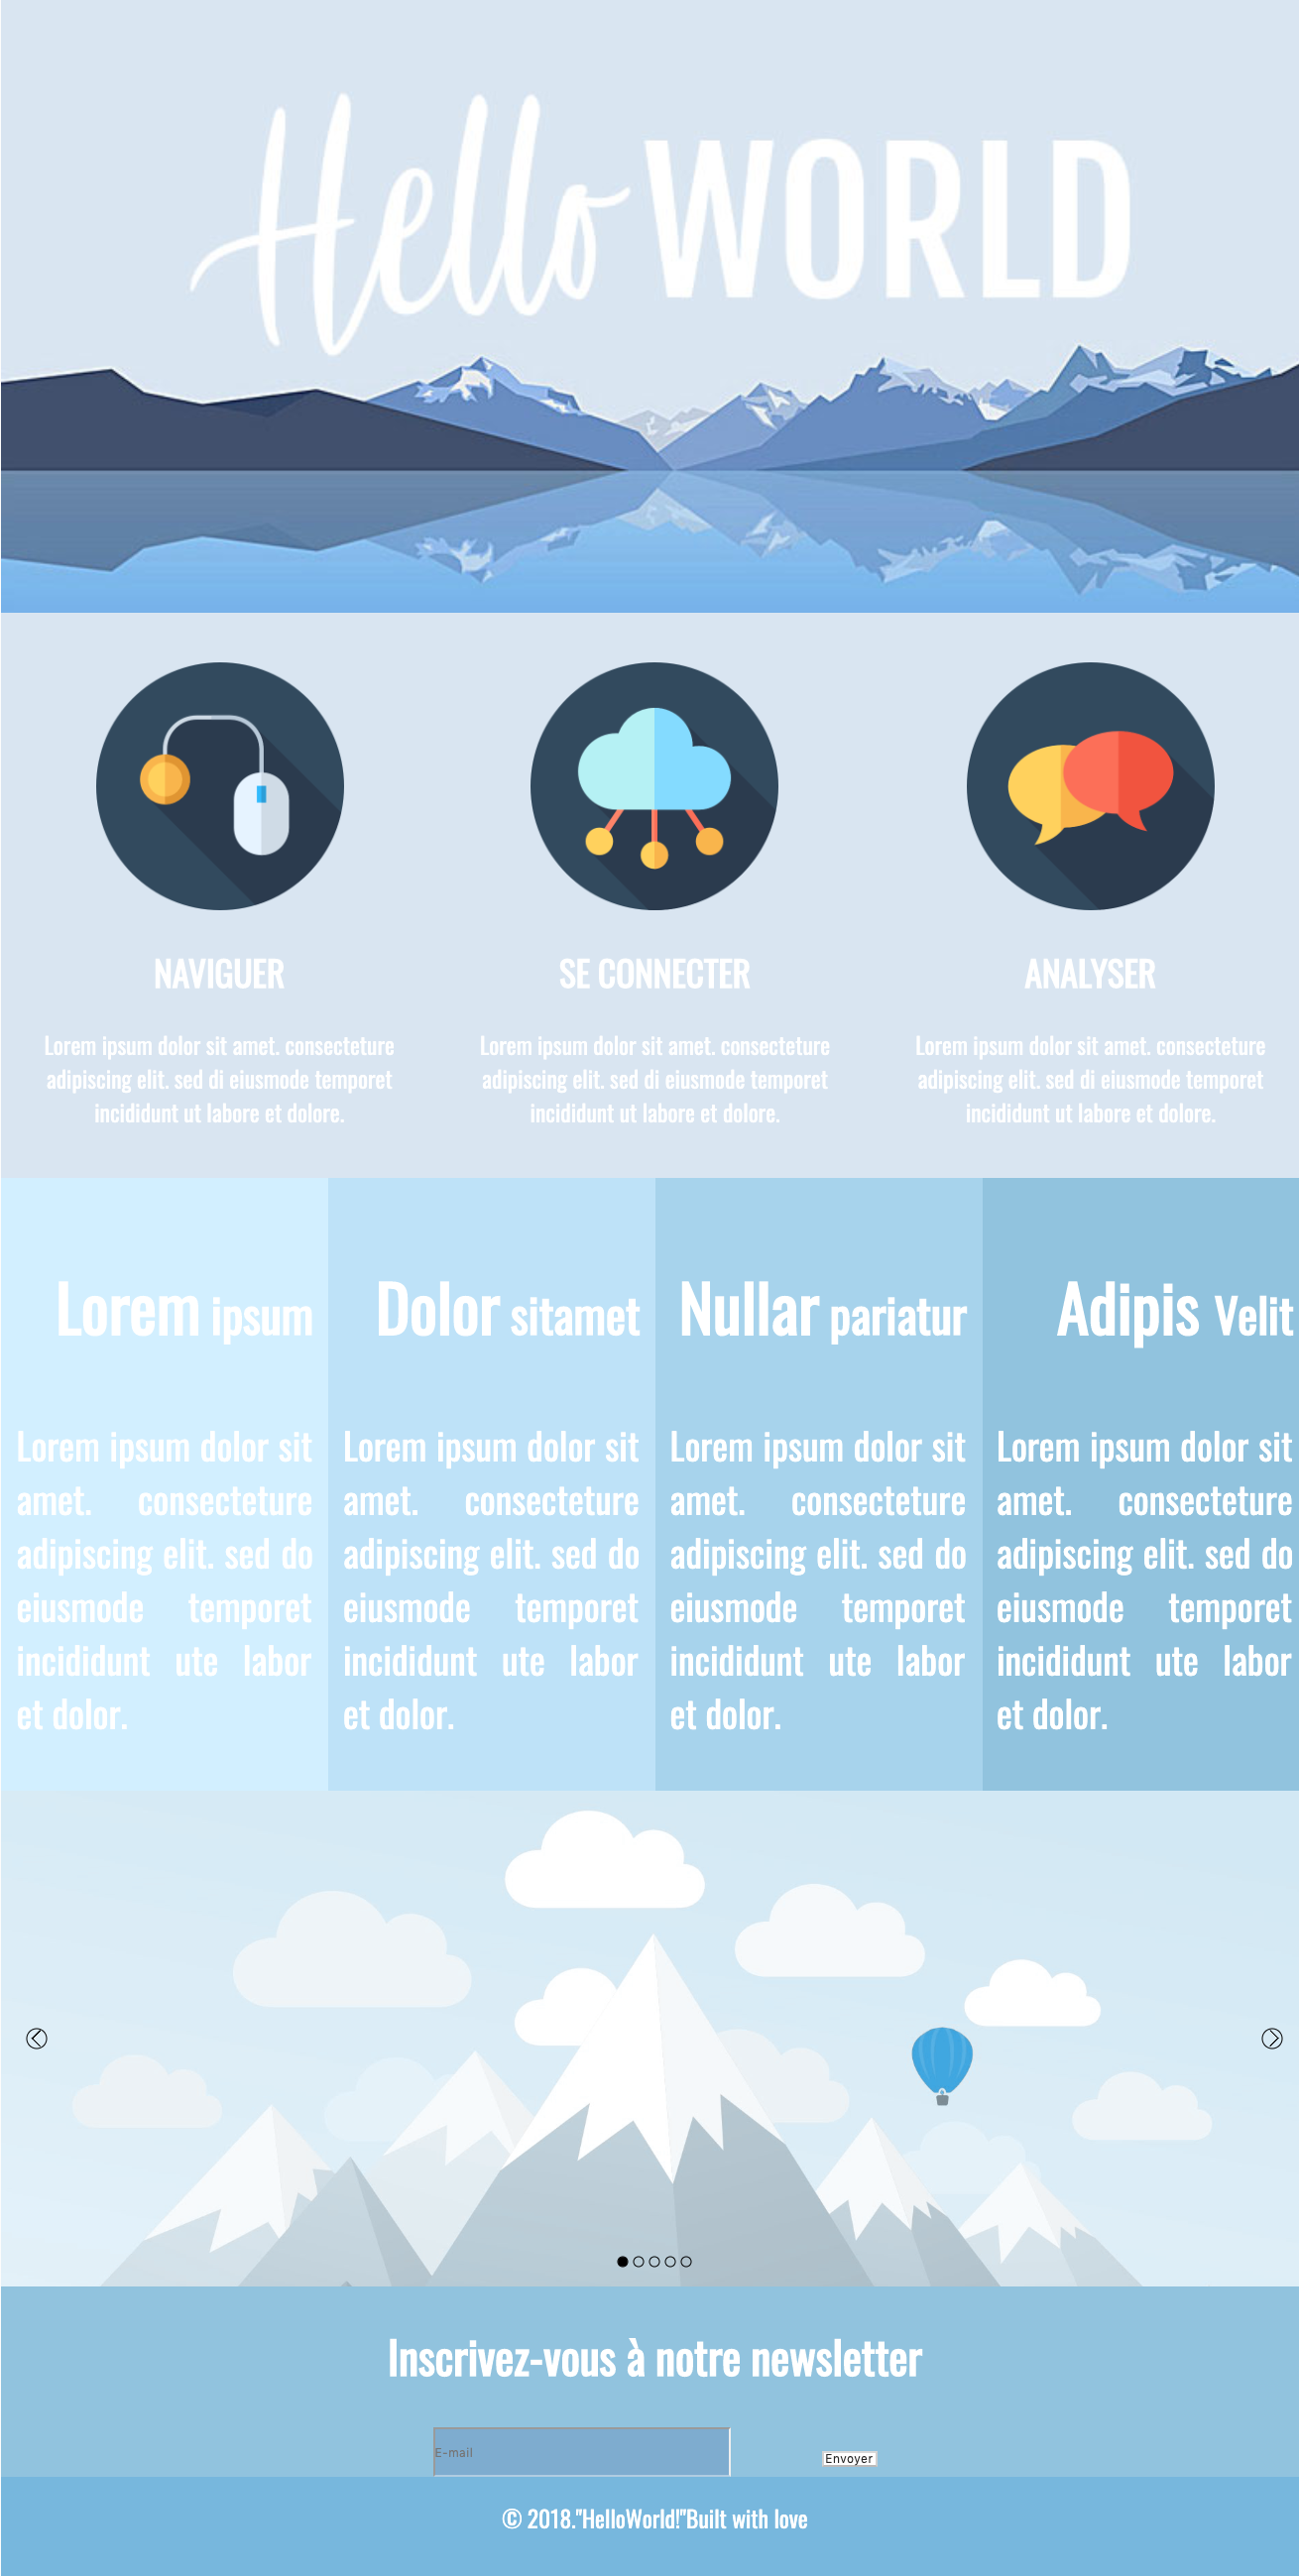 Hello WORLD
NAVIGUER
Lorem ipsum dolor sit amet. consecteture
adipiscing elit. sed di eiusmode temporet
incididunt ut labore et dolore.
SE CONNECTER
Lorem ipsum dolor sit amet. consecteture
adipiscing elit. sed di eiusmode temporet
incididunt ut labore et dolore.
ANALYSER
Lorem ipsum dolor sit amet. consecteture
adipiscing elit. sed di eiusmode temporet
incididunt ut labore et dolore.
Lorem ipsum
Lorem ipsum dolor sit
amet. consecteture
adipiscing elit. sed do
eiusmode temporet
incididunt ute labor
et dolor.
Dolor sitamet
Lorem ipsum dolor sit
amet. consecteture
adipiscing elit. sed do
eiusmode temporet
incididunt ute labor
et dolor.
Nullar pariatur
Lorem ipsum dolor sit
amet. consecteture
adipiscing elit. sed do
eiusmode temporet
incididunt ute labor
et dolor.
Adipis Velit
Lorem ipsum dolor sit
amet. consecteture
adipiscing elit. sed do
eiusmode temporet
incididunt ute labor
et dolor.
Inscrivez-vous à notre newsletter
E-mail
Envoyer
© 2018."HelloWorld!"Built with love